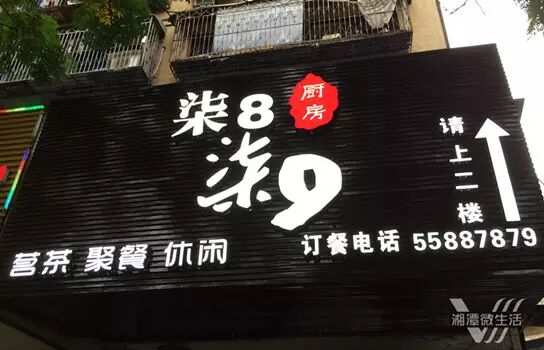 柒8
厨房
柒9
请上二楼
茗茶 聚餐 休闲
订餐电话 55887879
湘潭微生活